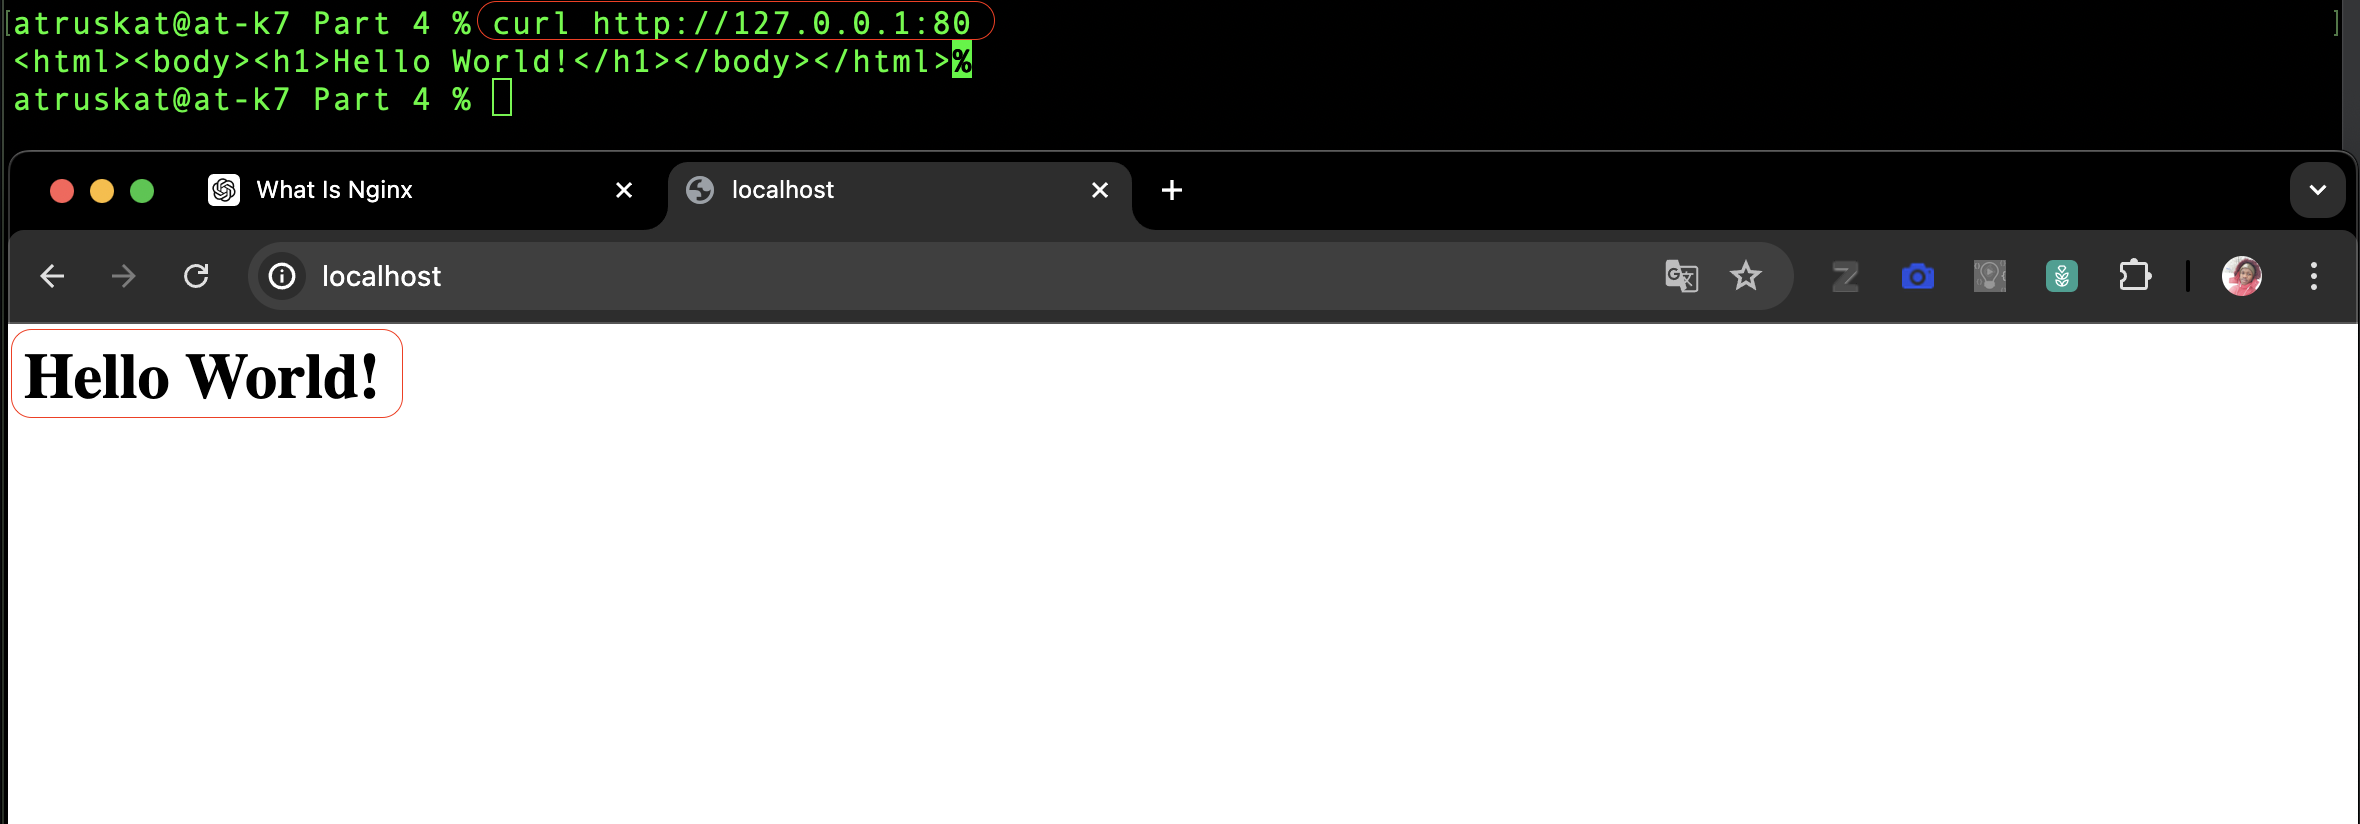 atruskat@at-k7 Part 4 % curl http://127.0.0.1:80
<html><body><h1>Hello World!</h1></body></html>%
atruskat@at-k7 Part 4 %
What Is Nginx
localhost
localhost
Hello World!